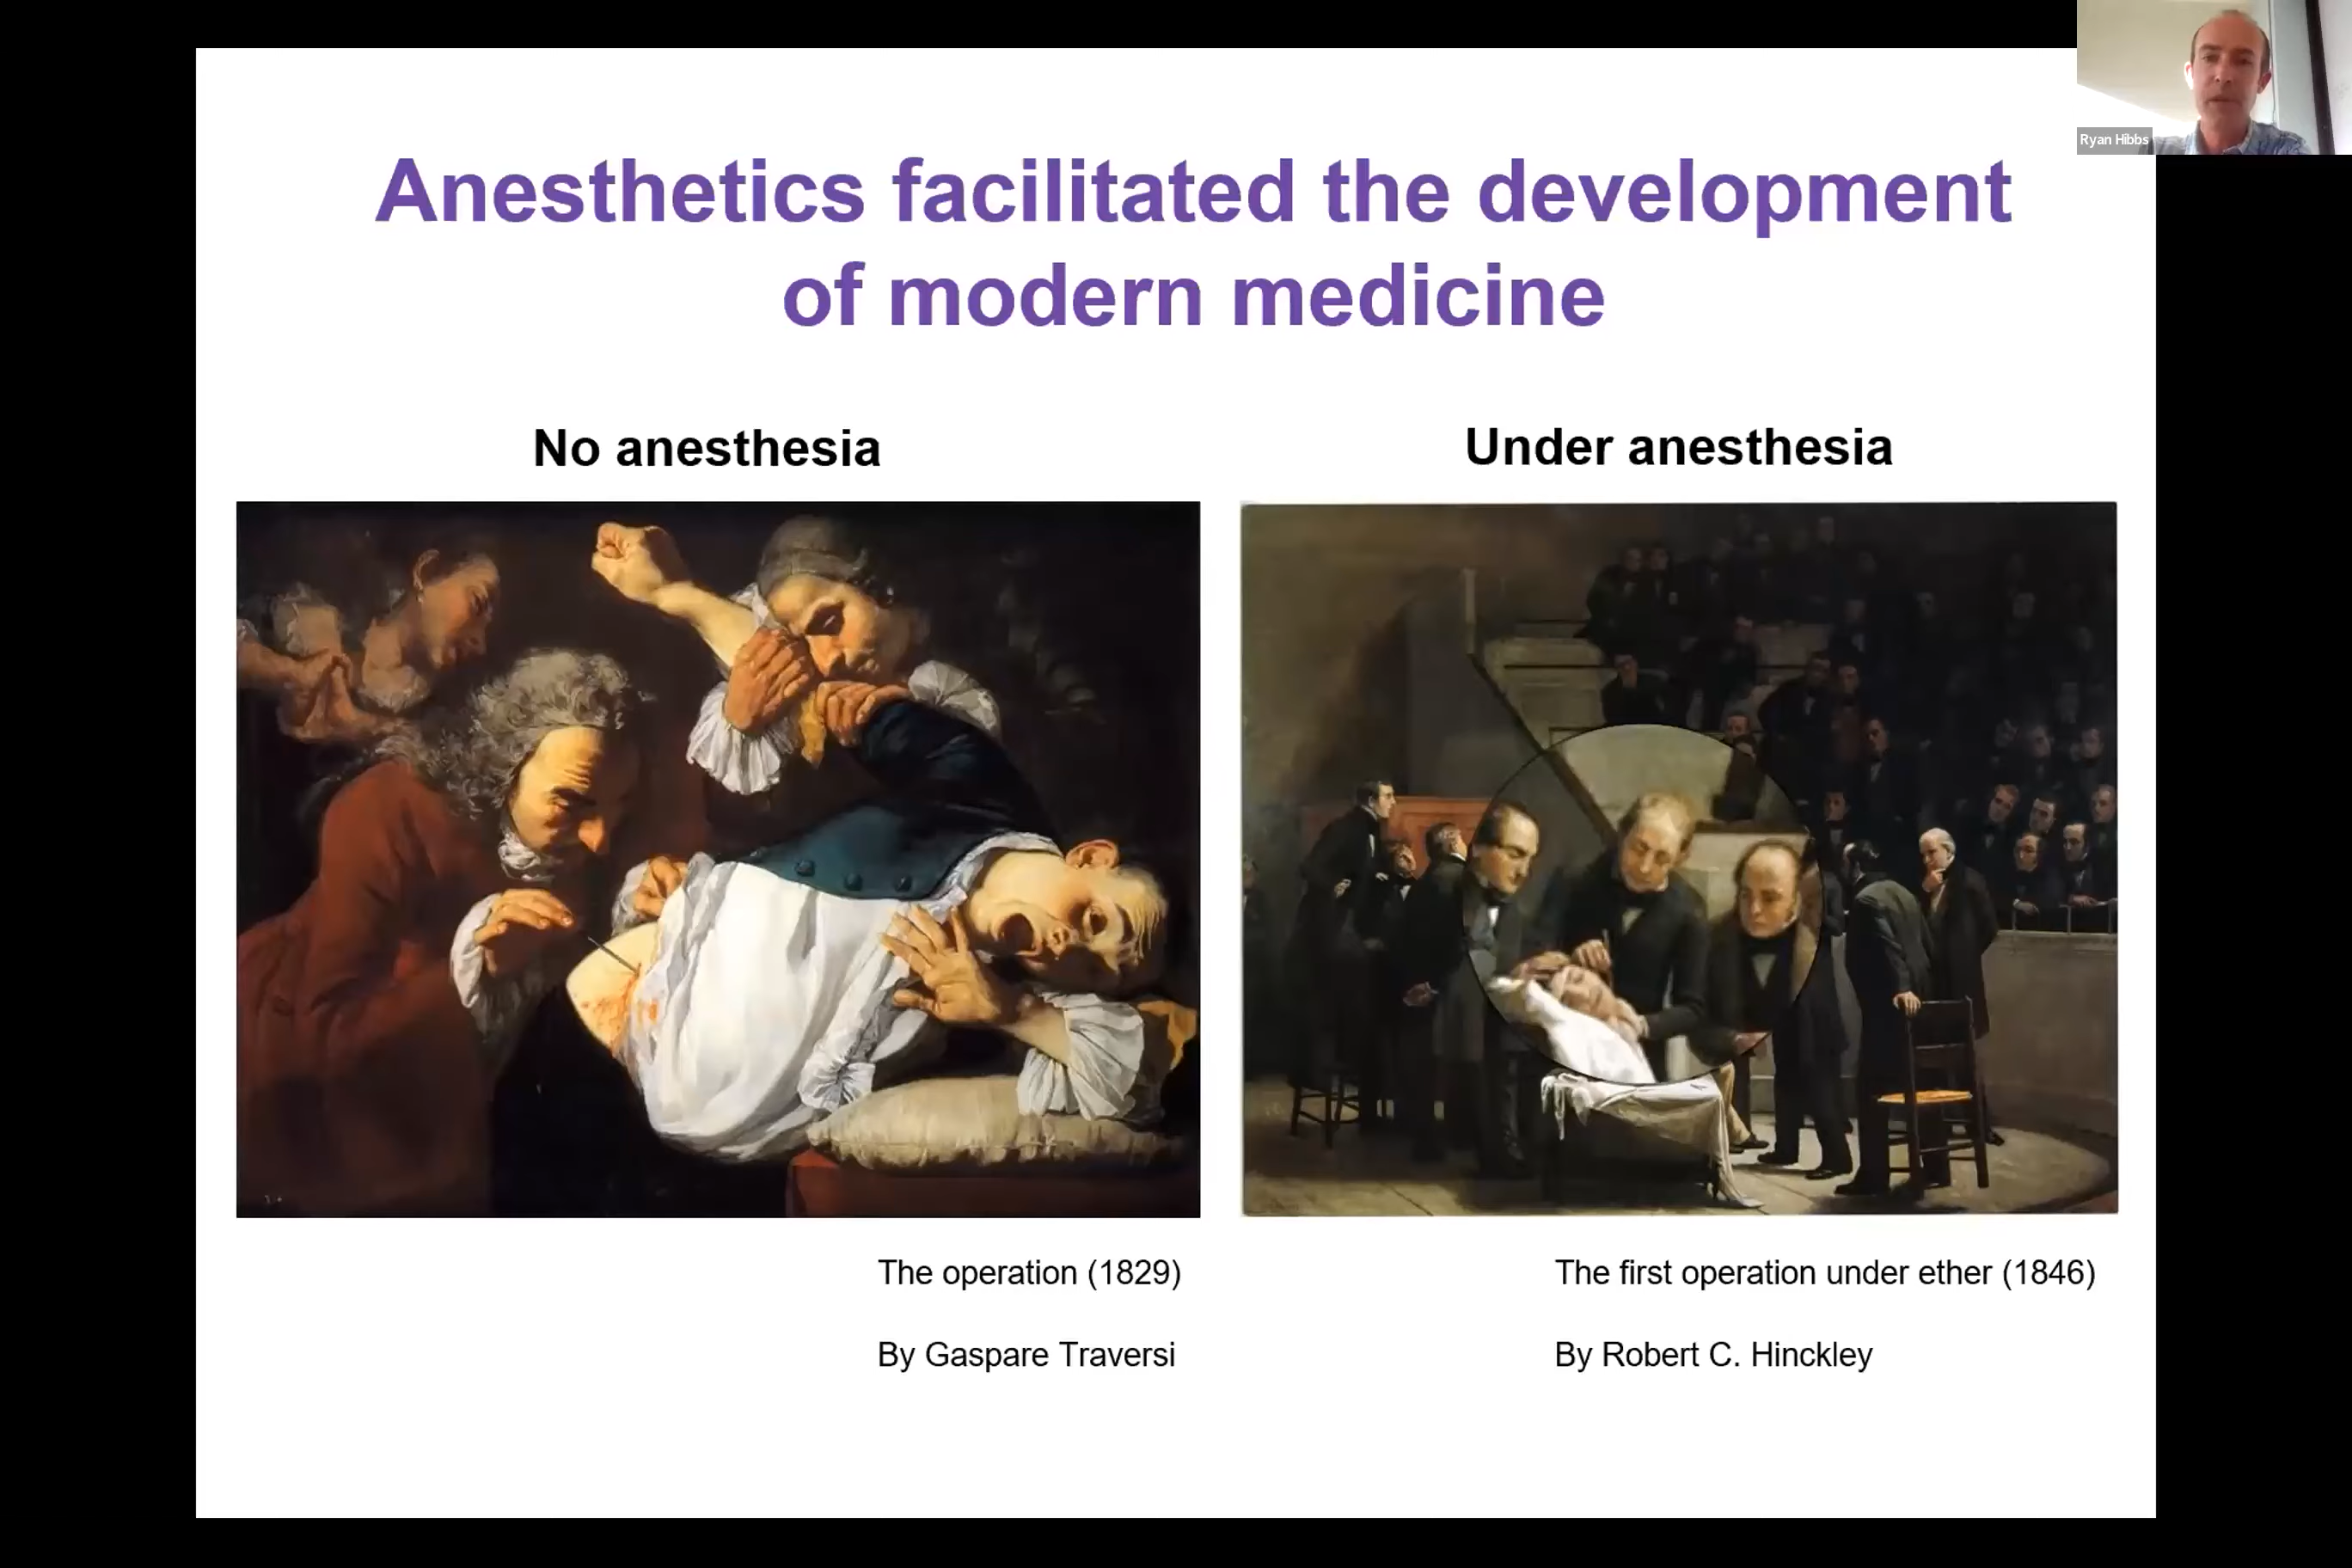 Ryan Hibbs
Anesthetics facilitated the development
of modern medicine
No anesthesia
Under anesthesia
The operation (1829)
By Gaspare Traversi
The first operation under ether (1846)
By Robert C. Hinckley